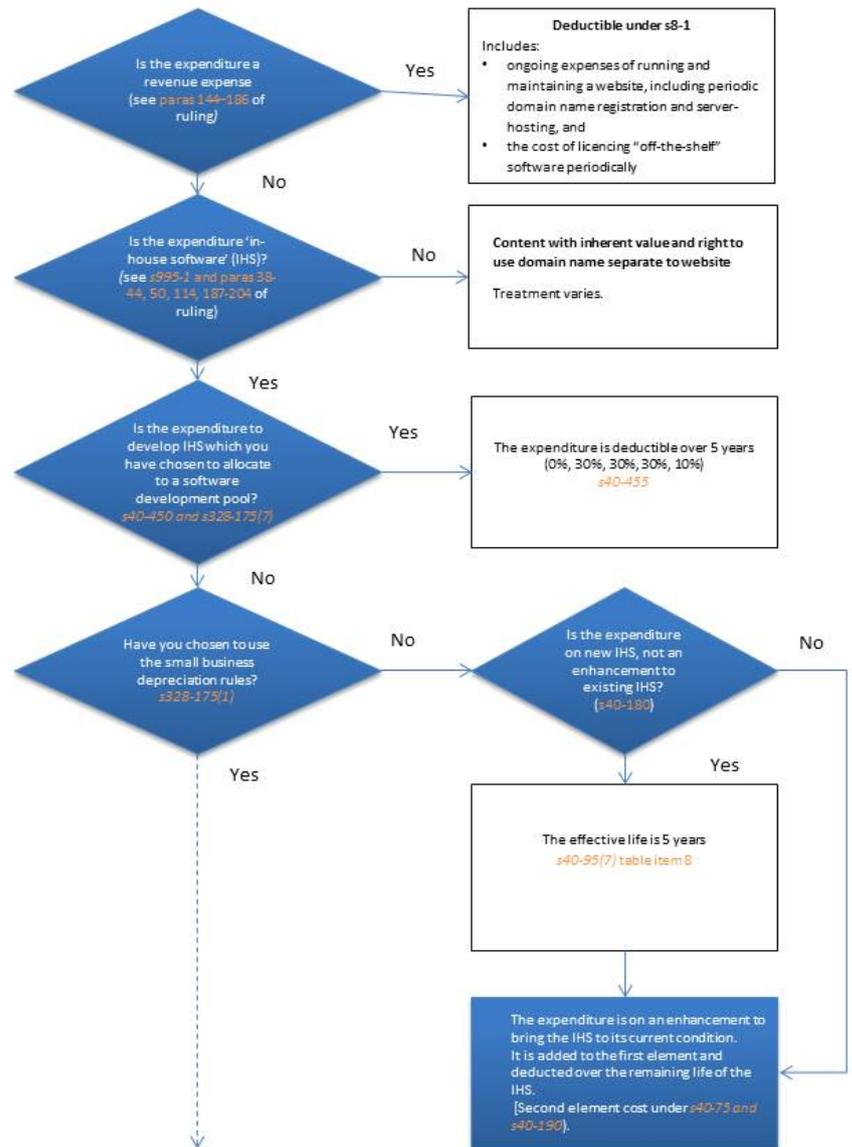 Is the expenditure a
revenue expense
(see paras 144–186 of
ruling)
Yes
Deductible under s8-1
Includes:
• ongoing expenses of running and
maintaining a website, including periodic
domain name registration and server-
hosting, and
• the cost of licencing “off-the-shelf”
software periodically
No
Is the expenditure ‘in-
house software’ (IHS)?
(see s995-1 and paras 38-
44, 50, 114, 187-204 of
ruling)
No
Content with inherent value and right to
use domain name separate to website
Treatment varies.
Yes
Is the expenditure to
develop IHS which you
have chosen to allocate
to a software
development pool?
s40-450 and s328-175(7)
Yes
The expenditure is deductible over 5 years
(0%, 30%, 30%, 30%, 10%)
s40-455
No
Have you chosen to use
the small business
depreciation rules?
s328-175(1)
No
Is the expenditure
on new IHS, not an
enhancement to
existing IHS?
(s40-180)
No
Yes
Yes
The effective life is 5 years
s40-95(7) table item 8
The expenditure is on an enhancement to
bring the IHS to its current condition.
It is added to the first element and
deducted over the remaining life of the
IHS.
[Second element cost under s40-75 and
s40-190).